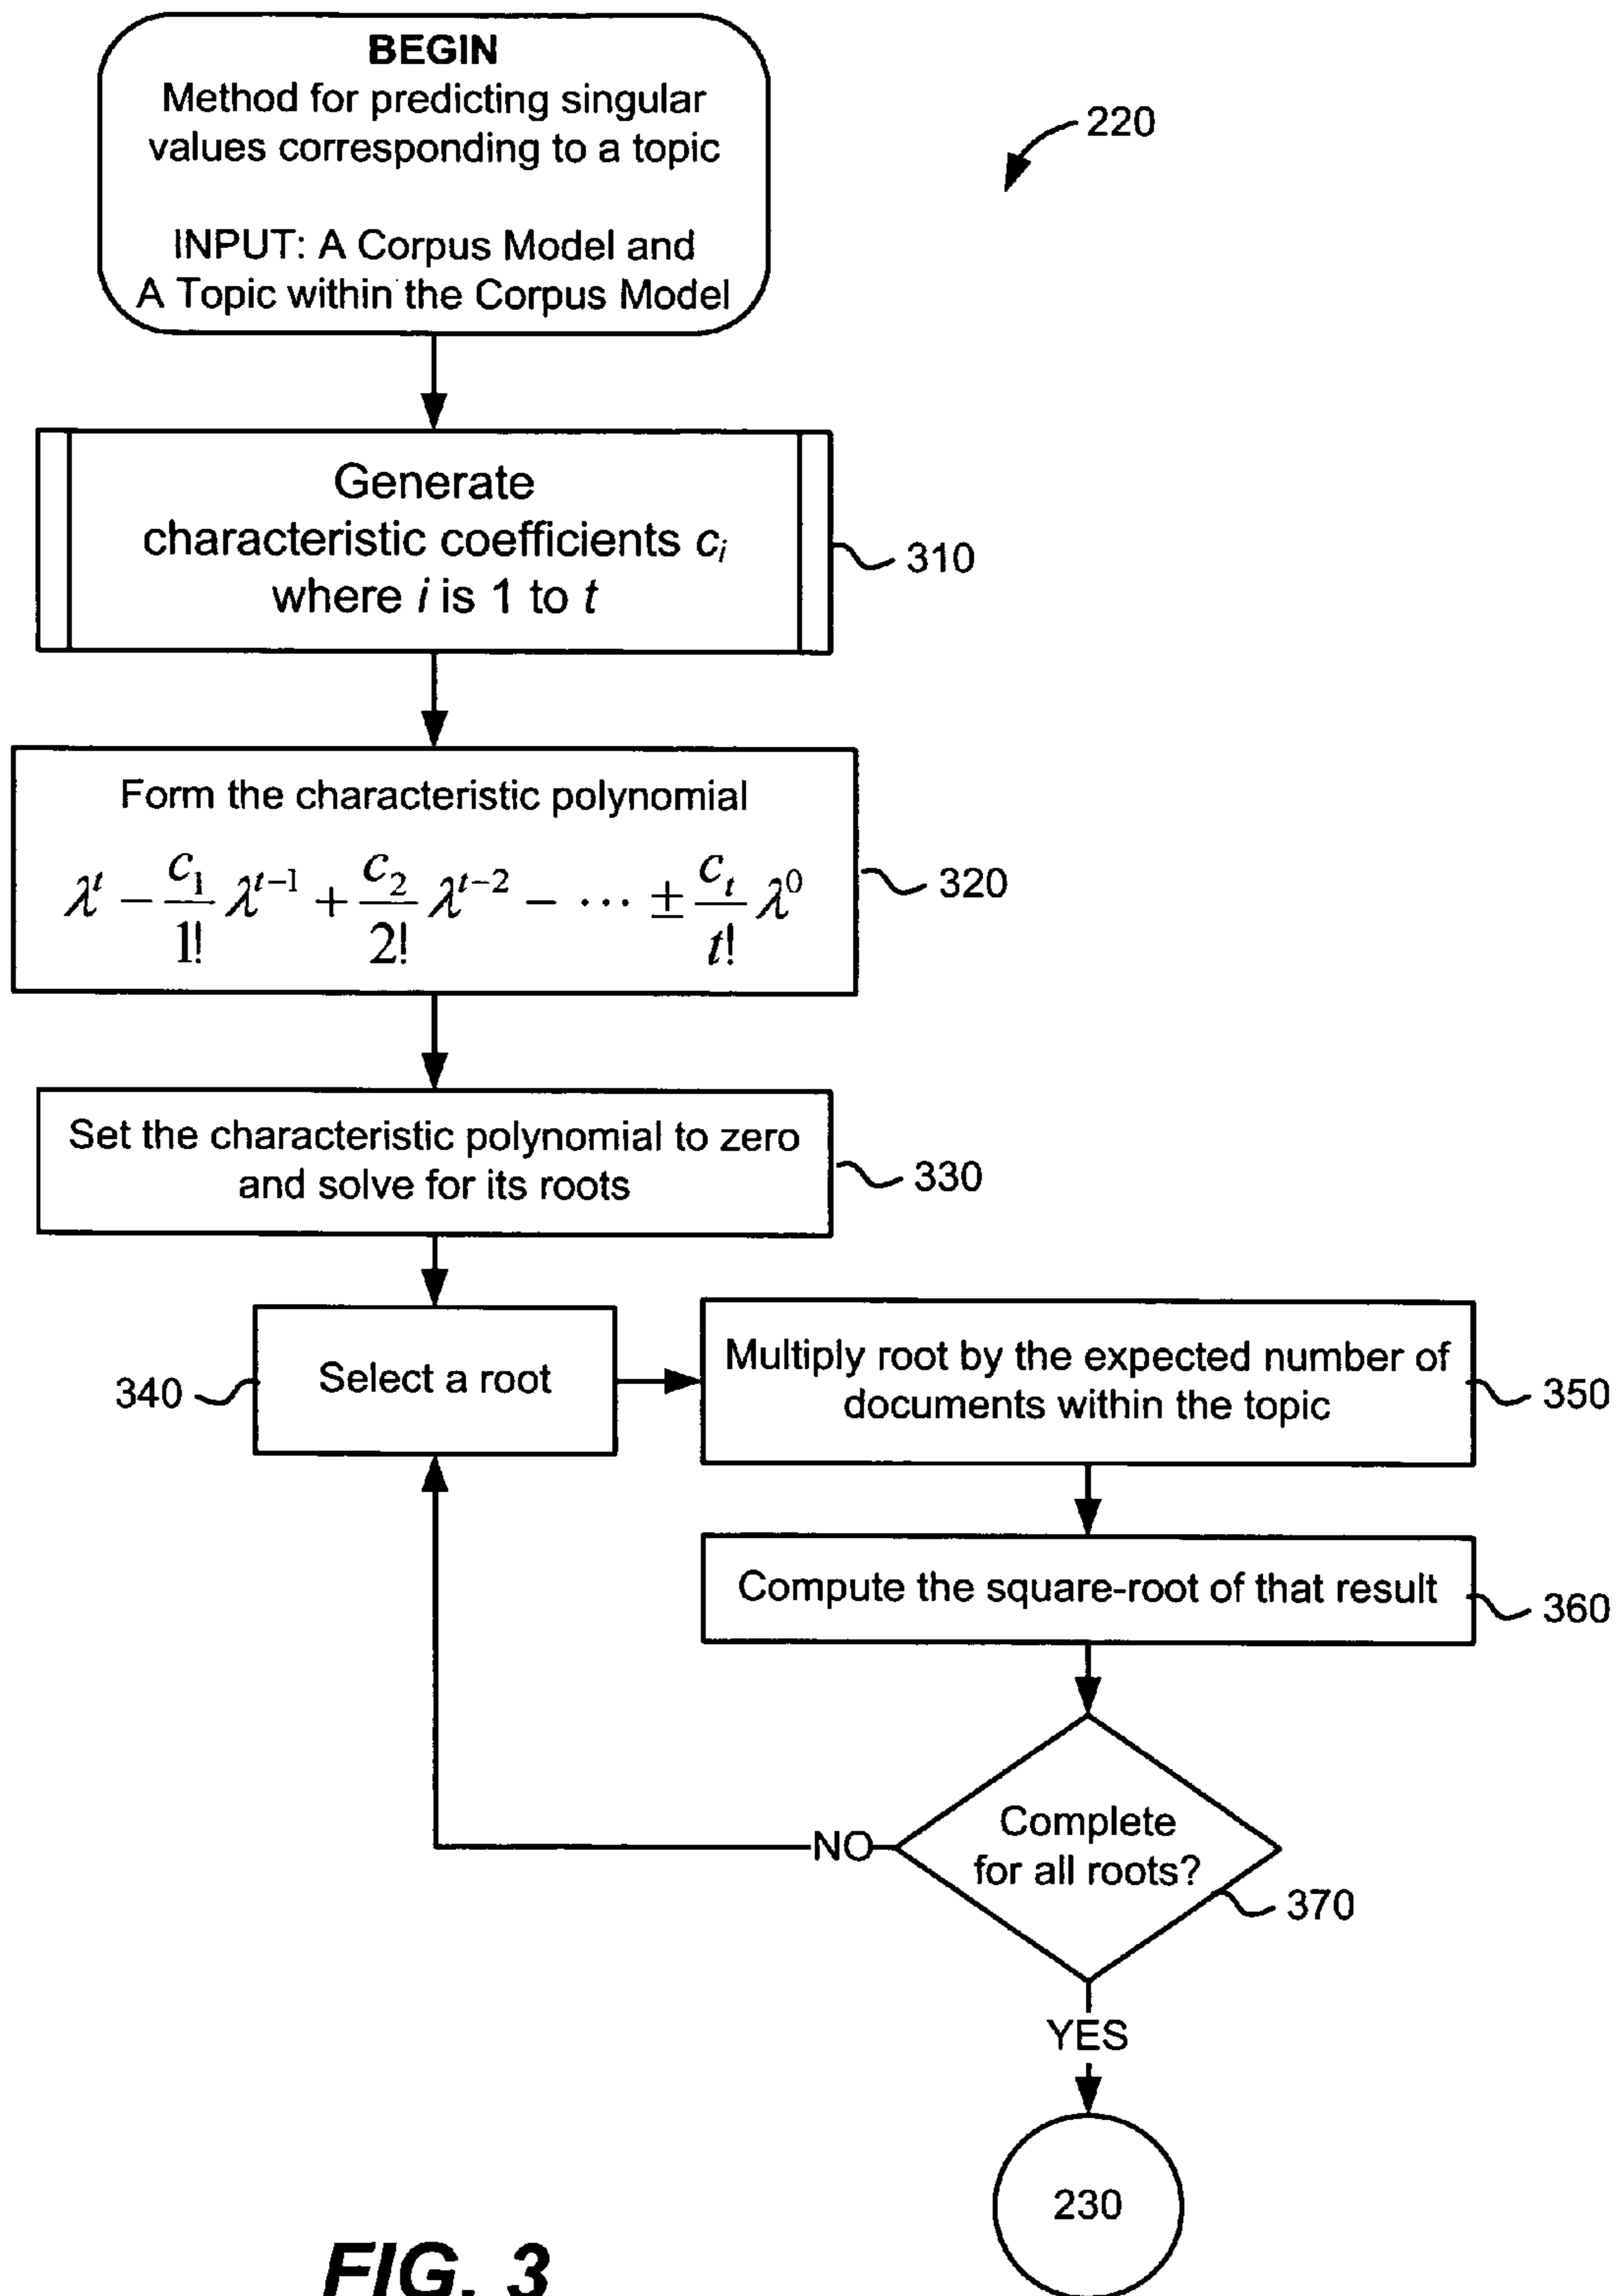 BEGIN
Method for predicting singular
values corresponding to a topic
INPUT: A Corpus Model and
A Topic within the Corpus Model
220
Generate
characteristic coefficients cᵢ
where i is 1 to t
310
Form the characteristic polynomial
λᵗ − c₁/1! λᵗ⁻¹ + c₂/2! λᵗ⁻² − ⋯ ± cₜ/t! λ⁰
320
Set the characteristic polynomial to zero
and solve for its roots
330
Select a root
340
Multiply root by the expected number of
documents within the topic
350
Compute the square-root of that result
360
Complete
for all roots?
370
NO
YES
230
FIG. 3